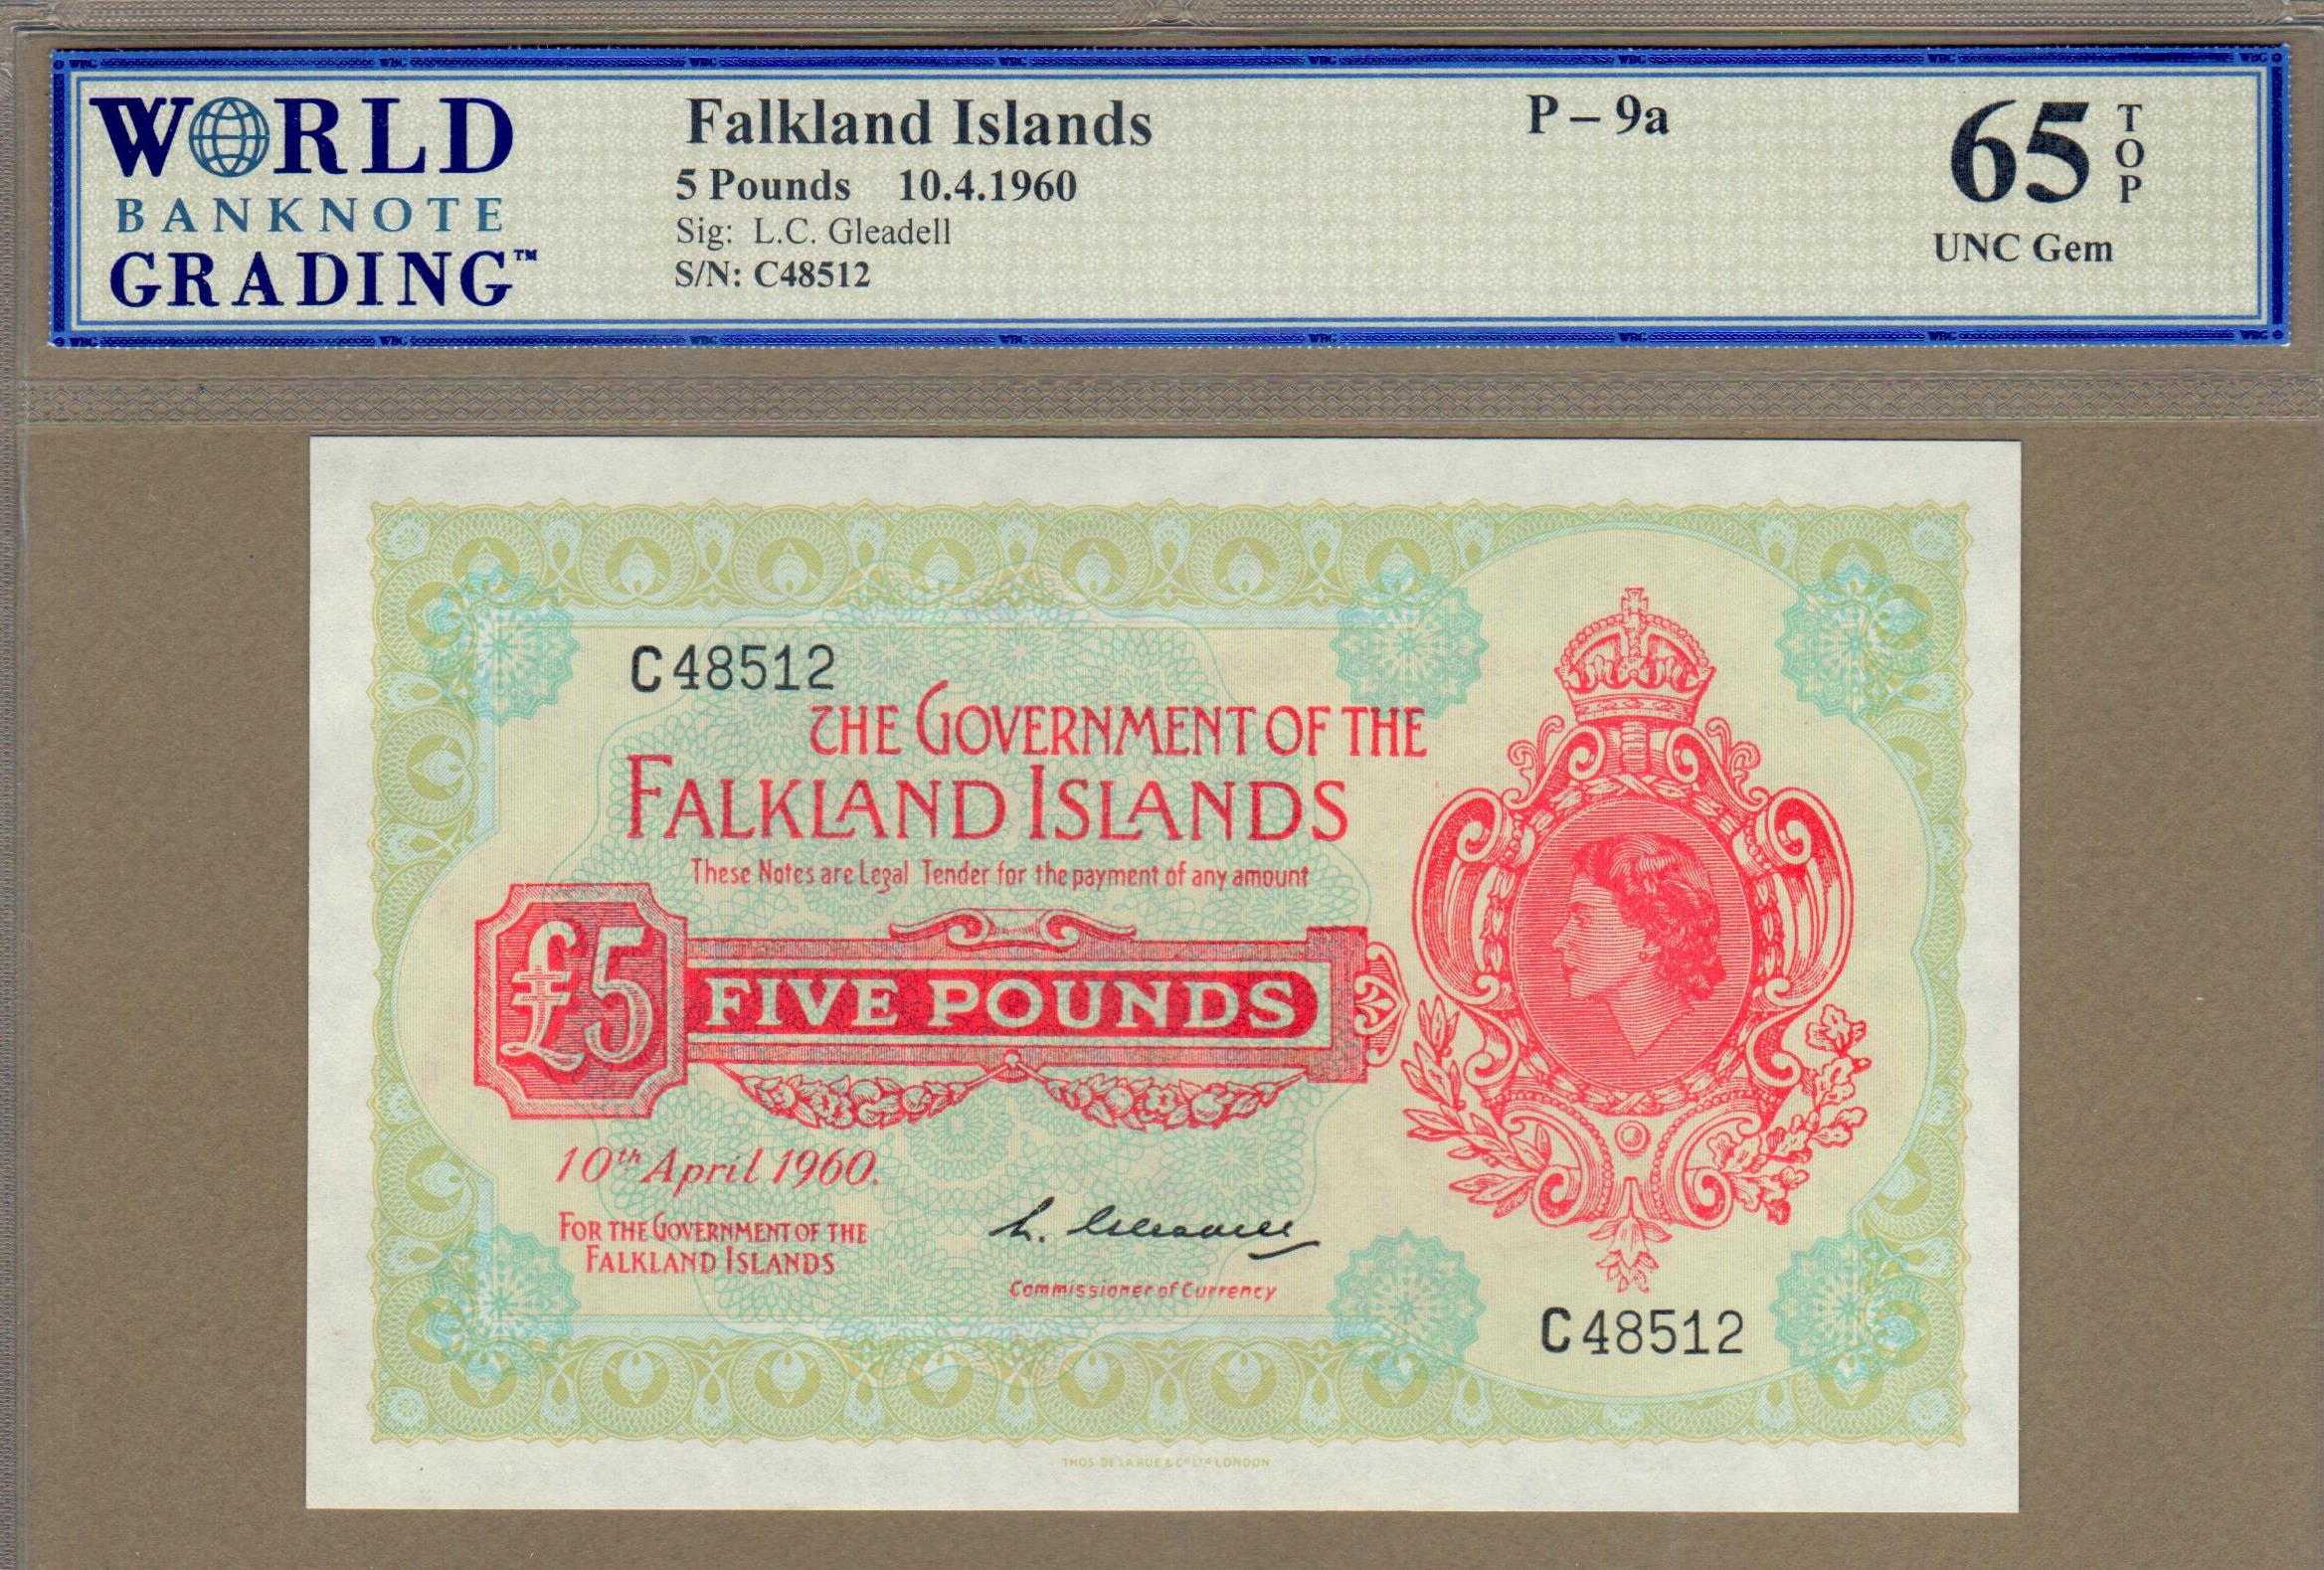 WORLD
BANKNOTE
GRADING™
Falkland Islands
5 Pounds 10.4.1960
Sig: L.C. Gleadell
S/N: C48512
P – 9a
65 TOP
UNC Gem
C48512
THE GOVERNMENT OF THE
FALKLAND ISLANDS
These Notes are Legal Tender for the payment of any amount
£5 FIVE POUNDS
10th April 1960.
FOR THE GOVERNMENT OF THE
FALKLAND ISLANDS
L. Gleadell
Commissioner of Currency
C48512
THOS. DE LA RUE & Co. LTD. LONDON